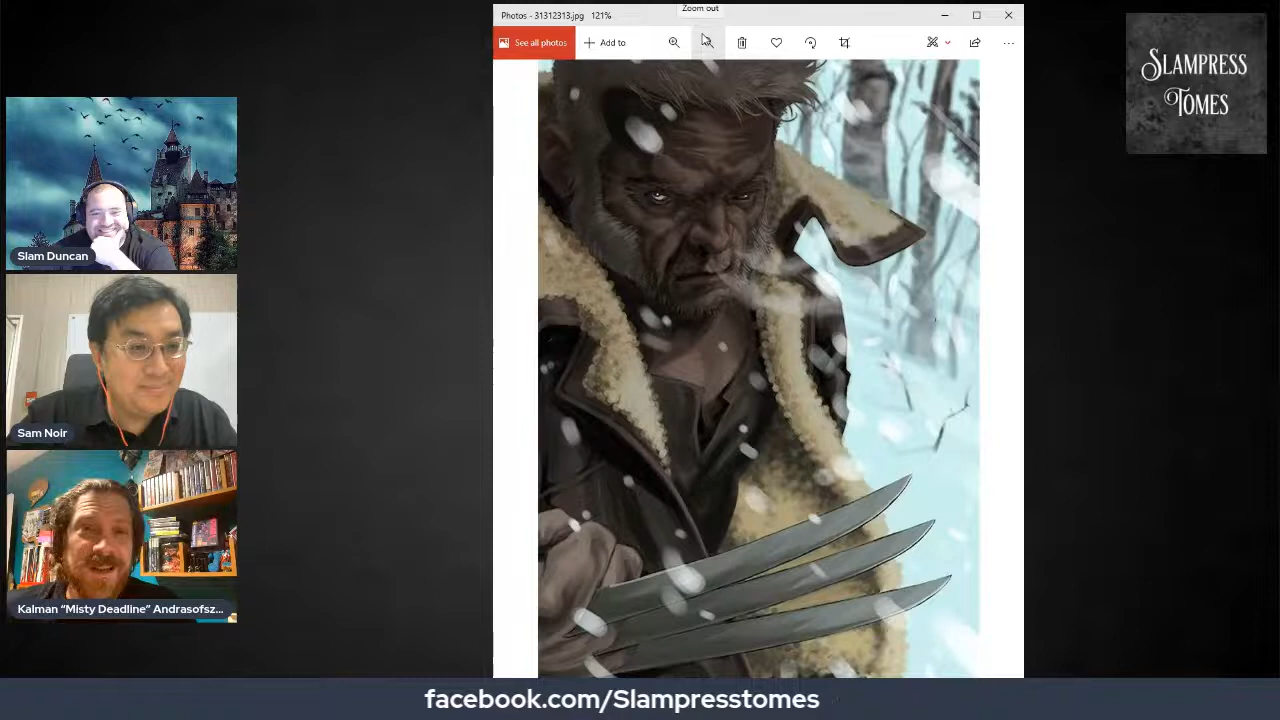 Zoom out
Photos - 31312313.jpg 121%
See all photos
Add to
SLAMPRESS
TOMES
Slam Duncan
Sam Noir
Kalman “MIsty Deadline” Andrasofsz...
facebook.com/Slampresstomes